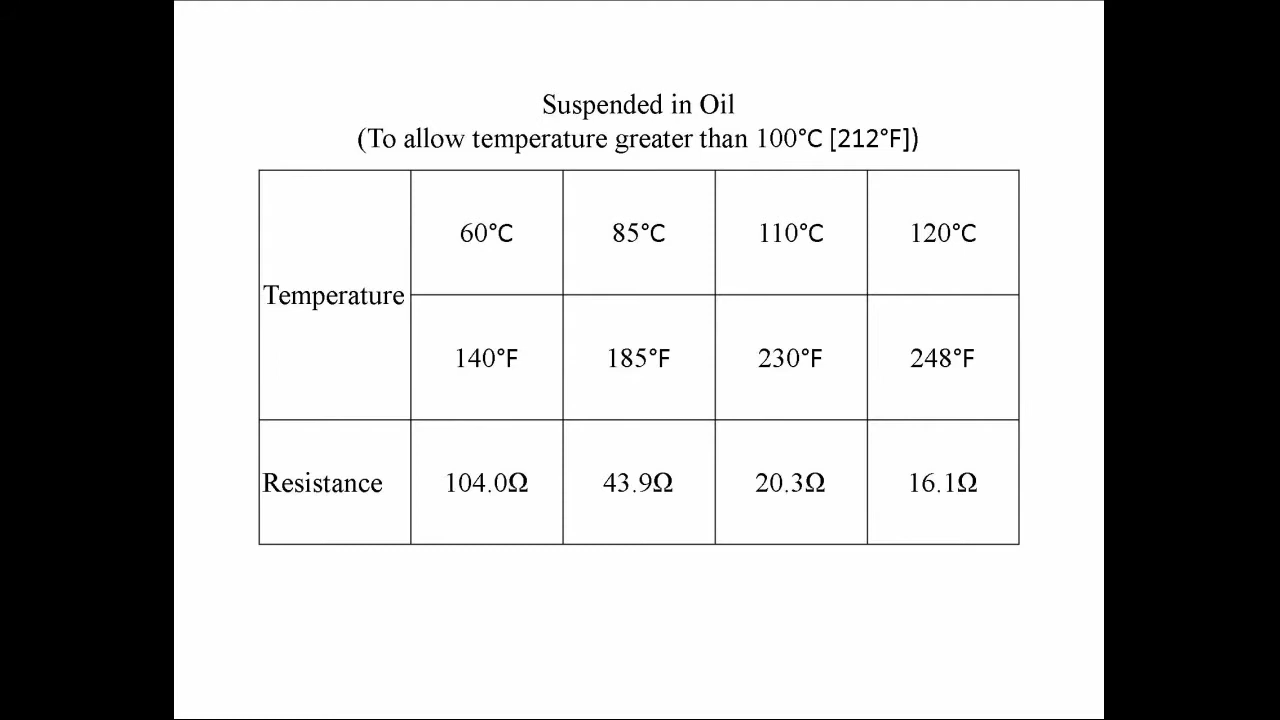 Suspended in Oil
(To allow temperature greater than 100°C [212°F])
60°C 85°C 110°C 120°C
Temperature
140°F 185°F 230°F 248°F
Resistance 104.0Ω 43.9Ω 20.3Ω 16.1Ω